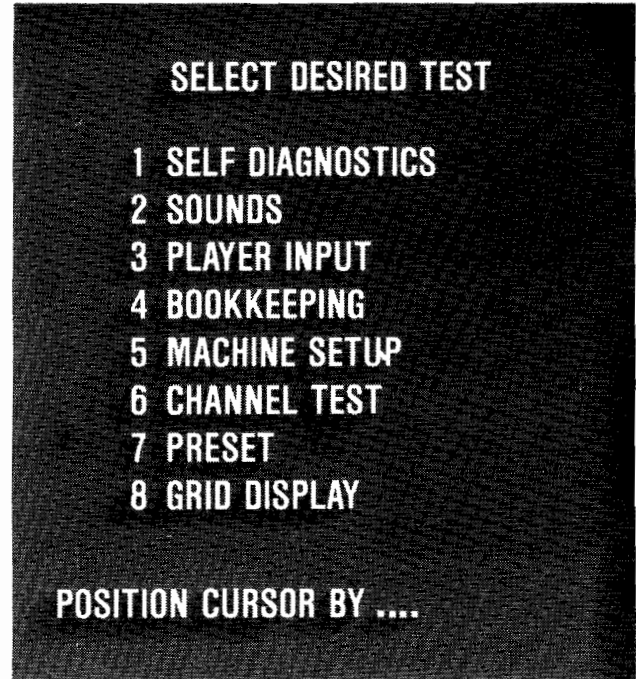 SELECT DESIRED TEST
1 SELF DIAGNOSTICS
2 SOUNDS
3 PLAYER INPUT
4 BOOKKEEPING
5 MACHINE SETUP
6 CHANNEL TEST
7 PRESET
8 GRID DISPLAY
POSITION CURSOR BY ....